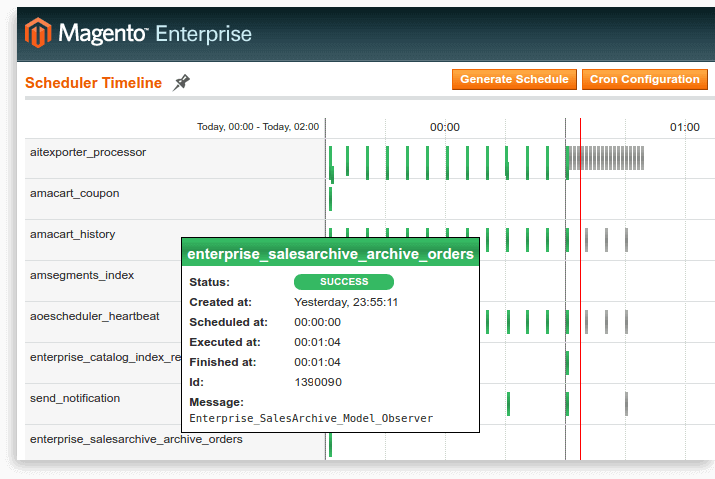 Magento Enterprise
Scheduler Timeline
Generate Schedule
Cron Configuration
Today, 00:00 - Today, 02:00
00:00
01:00
aitexporter_processor
amacart_coupon
amacart_history
enterprise_salesarchive_archive_orders
Status: SUCCESS
Created at: Yesterday, 23:55:11
Scheduled at: 00:00:00
Executed at: 00:01:04
Finished at: 00:01:04
Id: 1390090
Message:
Enterprise_SalesArchive_Model_Observer
amsegments_index
aoescheduler_heartbeat
enterprise_catalog_index_re
send_notification
enterprise_salesarchive_archive_orders